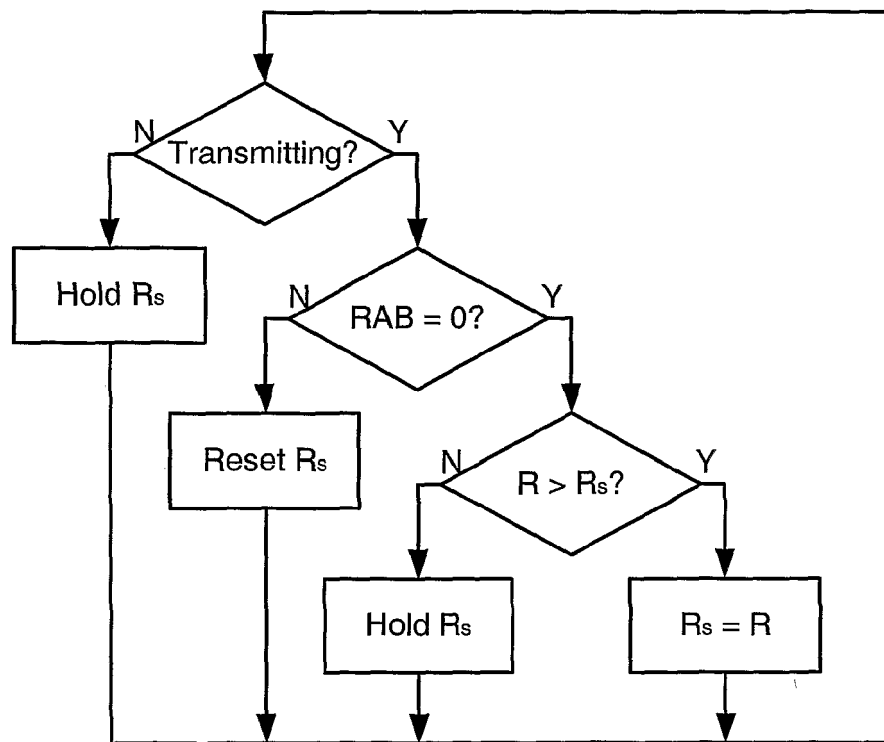 N
Y
Transmitting?
Hold Rs
N
Y
RAB = 0?
Reset Rs
N
Y
R > Rs?
Hold Rs
Rs = R